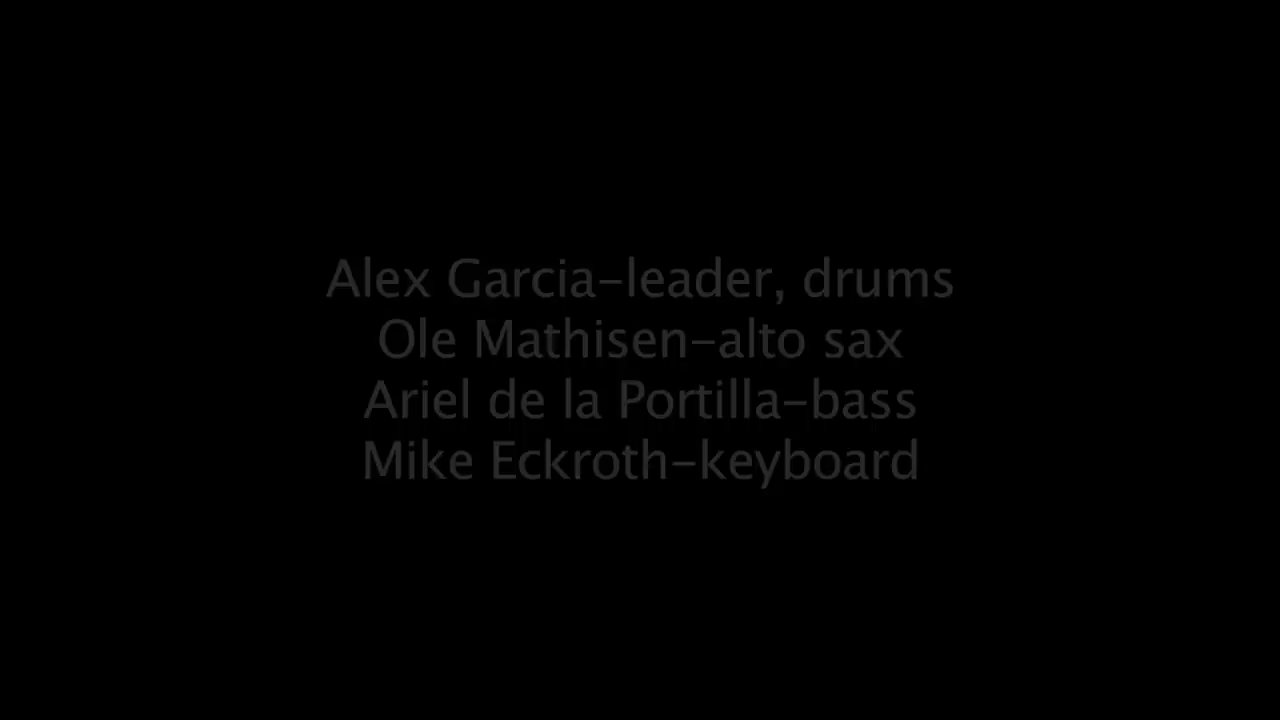 Alex Garcia-leader, drums
Ole Mathisen-alto sax
Ariel de la Portilla-bass
Mike Eckroth-keyboard